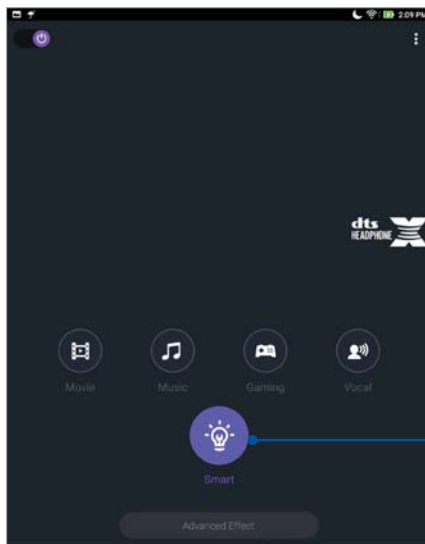 2:09 PM
dts
HEADPHONE X
Movie Music Gaming Vocal
Smart
Advanced Effect